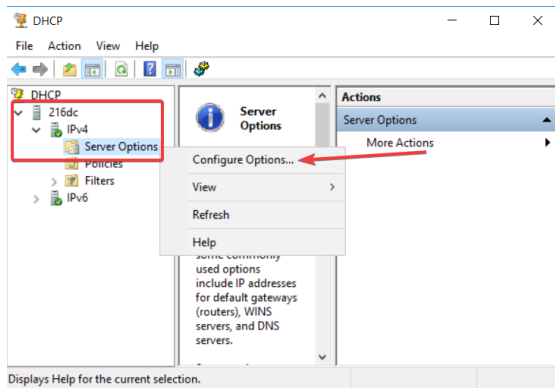 DHCP
File Action View Help
DHCP
216dc
IPv4
Server Options
Policies
Filters
IPv6
Server
Options
Configure Options...
View
Refresh
Help
some commonly
used options
include IP addresses
for default gateways
(routers), WINS
servers, and DNS
servers.
Actions
Server Options
More Actions
Displays Help for the current selection.